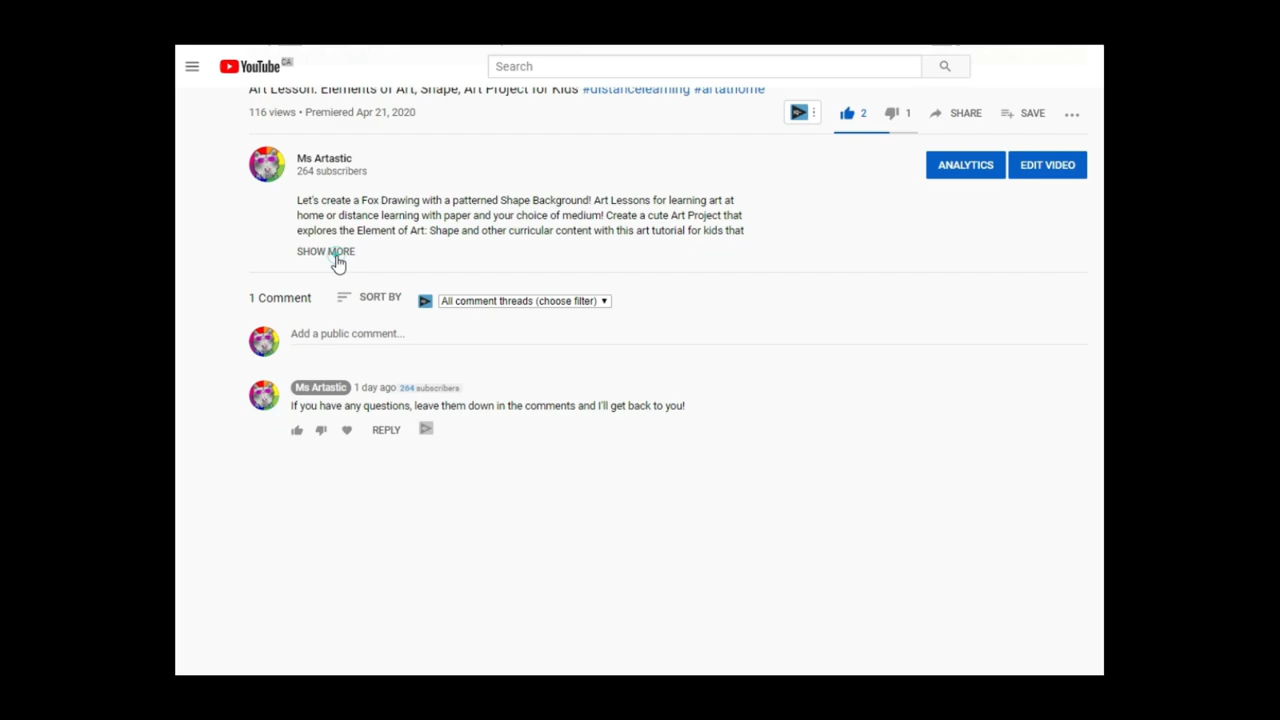 YouTube CA
Search
Art Lesson: Elements of Art, Shape, Art Project for Kids #distancelearning #artathome
116 views • Premiered Apr 21, 2020
2
1
SHARE
SAVE
Ms Artastic
264 subscribers
ANALYTICS
EDIT VIDEO
Let's create a Fox Drawing with a patterned Shape Background! Art Lessons for learning art at
home or distance learning with paper and your choice of medium! Create a cute Art Project that
explores the Element of Art: Shape and other curricular content with this art tutorial for kids that
SHOW MORE
1 Comment
SORT BY
All comment threads (choose filter)
Add a public comment...
Ms Artastic 1 day ago 264 subscribers
If you have any questions, leave them down in the comments and I'll get back to you!
REPLY